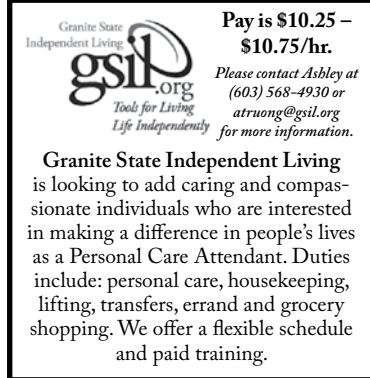 Granite State
Independent Living
gsil
.org
Tools for Living
Life Independently
Pay is $10.25 –
$10.75/hr.
Please contact Ashley at
(603) 568-4930 or
atruong@gsil.org
for more information.
Granite State Independent Living
is looking to add caring and compas-
sionate individuals who are interested
in making a difference in people’s lives
as a Personal Care Attendant. Duties
include: personal care, housekeeping,
lifting, transfers, errand and grocery
shopping. We offer a flexible schedule
and paid training.